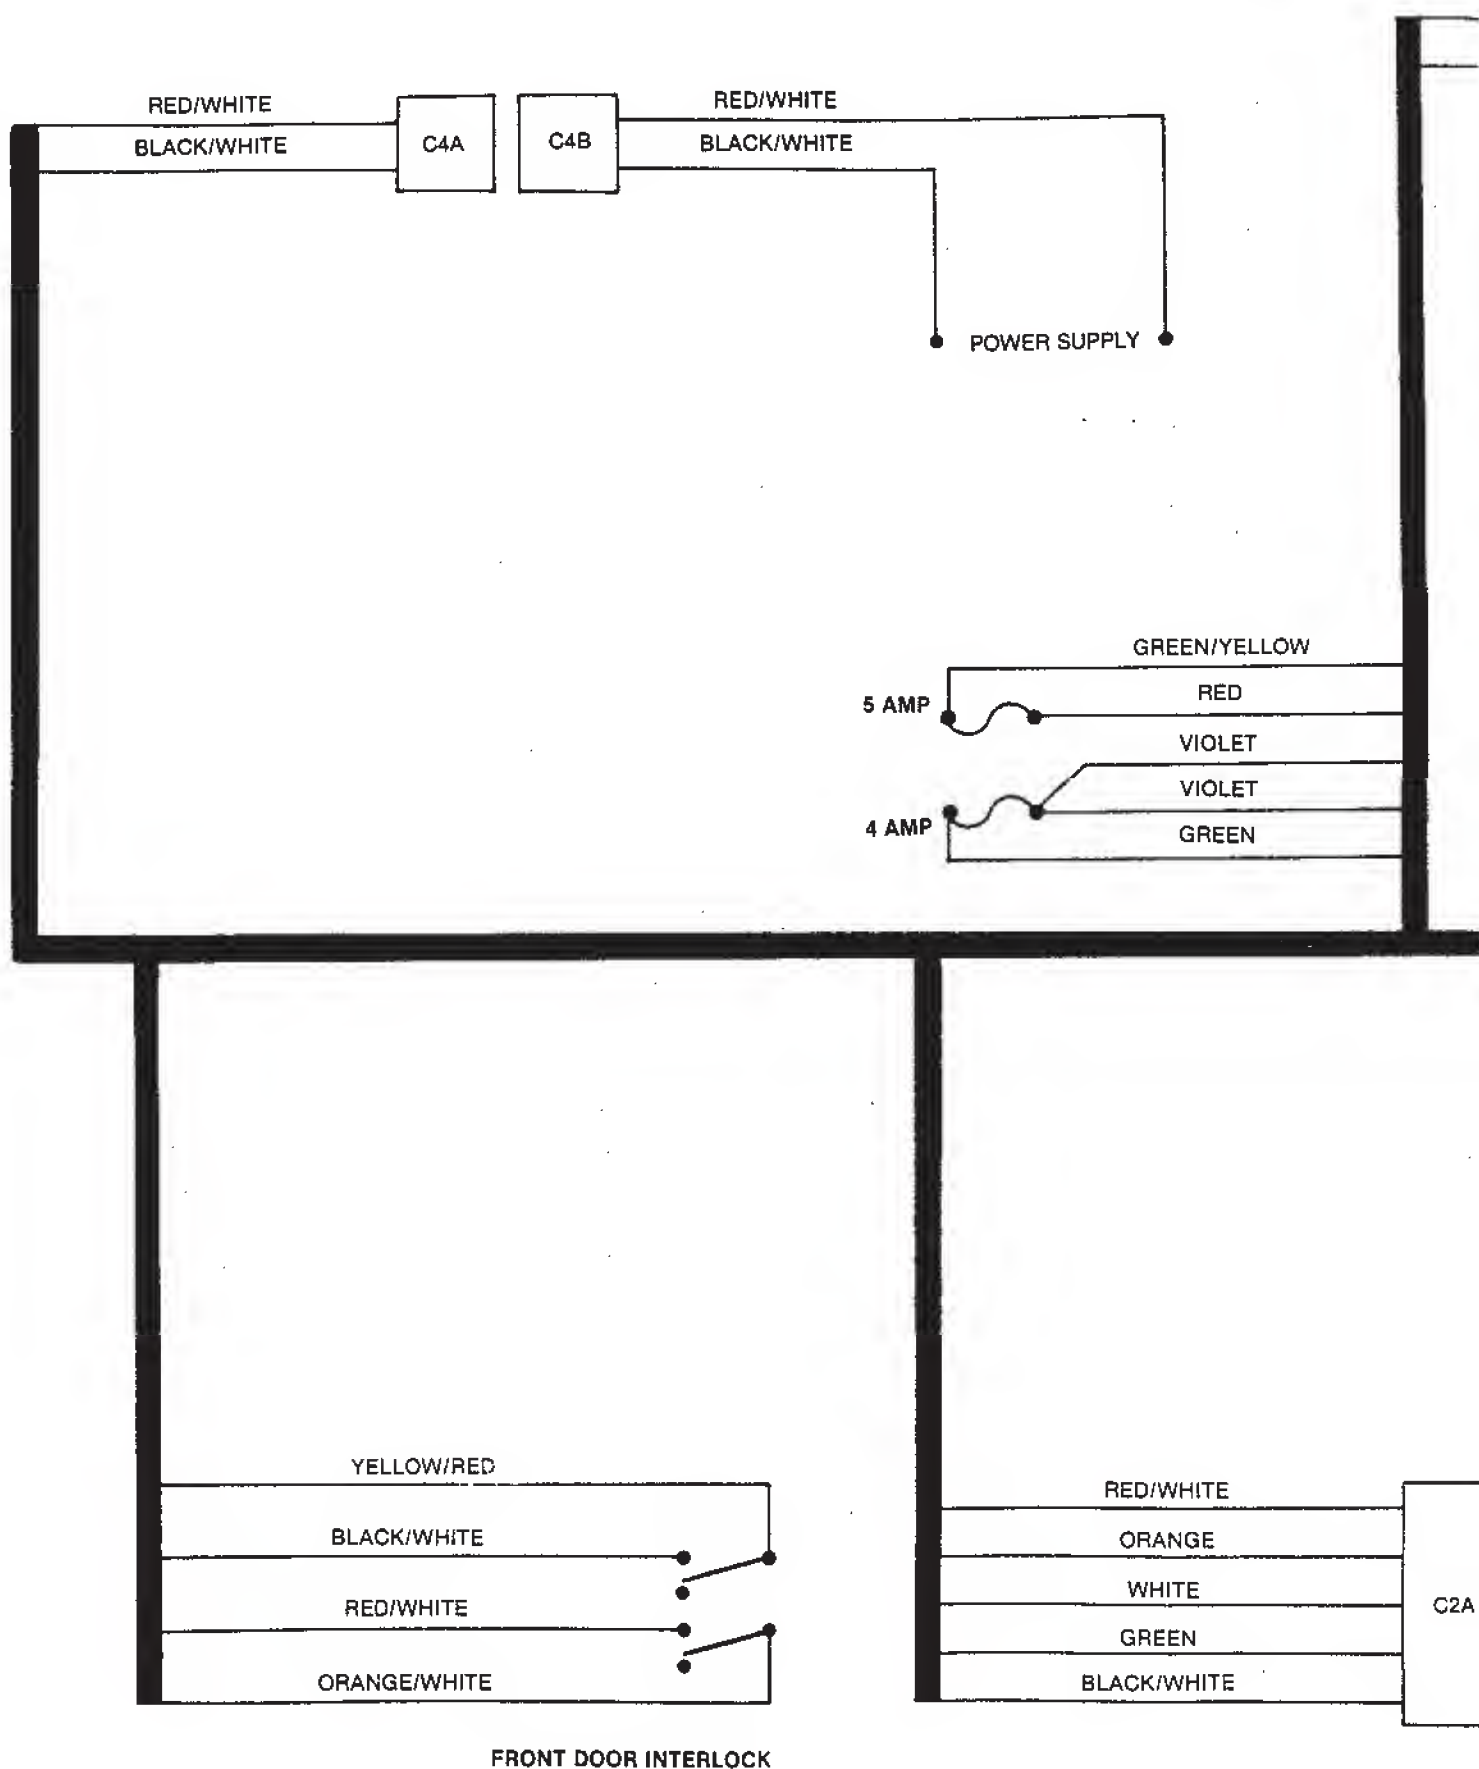 RED/WHITE
BLACK/WHITE
C4A
C4B
RED/WHITE
BLACK/WHITE
POWER SUPPLY
GREEN/YELLOW
5 AMP
RED
VIOLET
VIOLET
4 AMP
GREEN
YELLOW/RED
BLACK/WHITE
RED/WHITE
ORANGE/WHITE
FRONT DOOR INTERLOCK
RED/WHITE
ORANGE
WHITE
GREEN
BLACK/WHITE
C2A